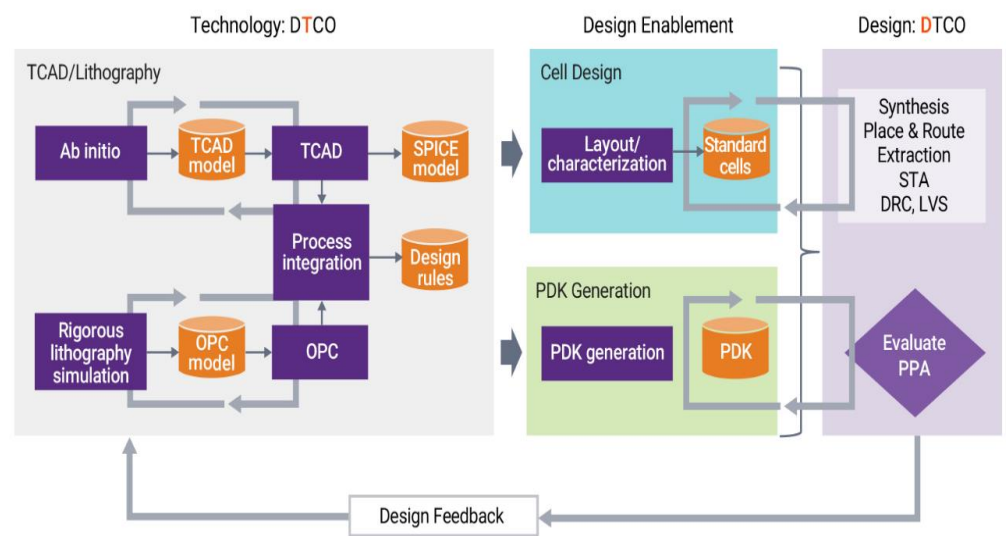 Technology: DTCO
Design Enablement
Design: DTCO
TCAD/Lithography
Ab initio
TCAD
model
TCAD
SPICE
model
Process
integration
Design
rules
Rigorous
lithography
simulation
OPC
model
OPC
Cell Design
Layout/
characterization
Standard
cells
PDK Generation
PDK generation
PDK
Synthesis
Place & Route
Extraction
STA
DRC, LVS
Evaluate
PPA
Design Feedback